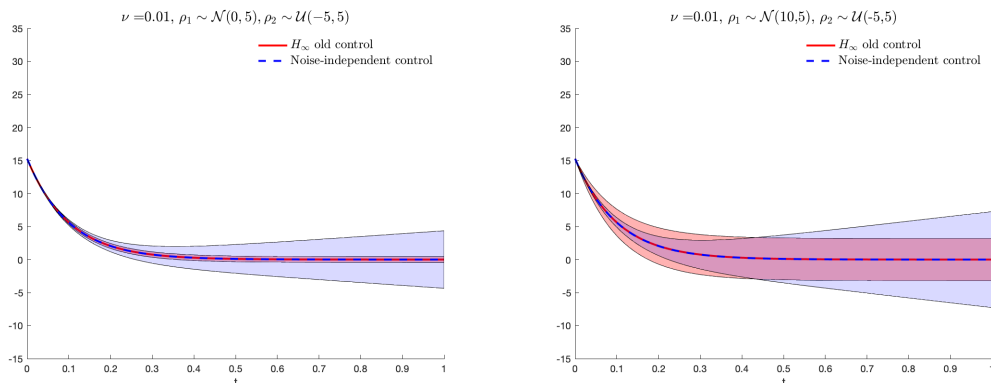 ν =0.01, ρ₁ ∼ 𝒩(0, 5), ρ₂ ∼ 𝒰(−5, 5)
35
30
25
20
15
10
5
0
-5
-10
-15
H∞ old control
Noise-independent control
0 0.1 0.2 0.3 0.4 0.5 0.6 0.7 0.8 0.9 1
t
ν =0.01, ρ₁ ∼ 𝒩(10,5), ρ₂ ∼ 𝒰(-5,5)
35
30
25
20
15
10
5
0
-5
-10
-15
H∞ old control
Noise-independent control
0 0.1 0.2 0.3 0.4 0.5 0.6 0.7 0.8 0.9 1
t